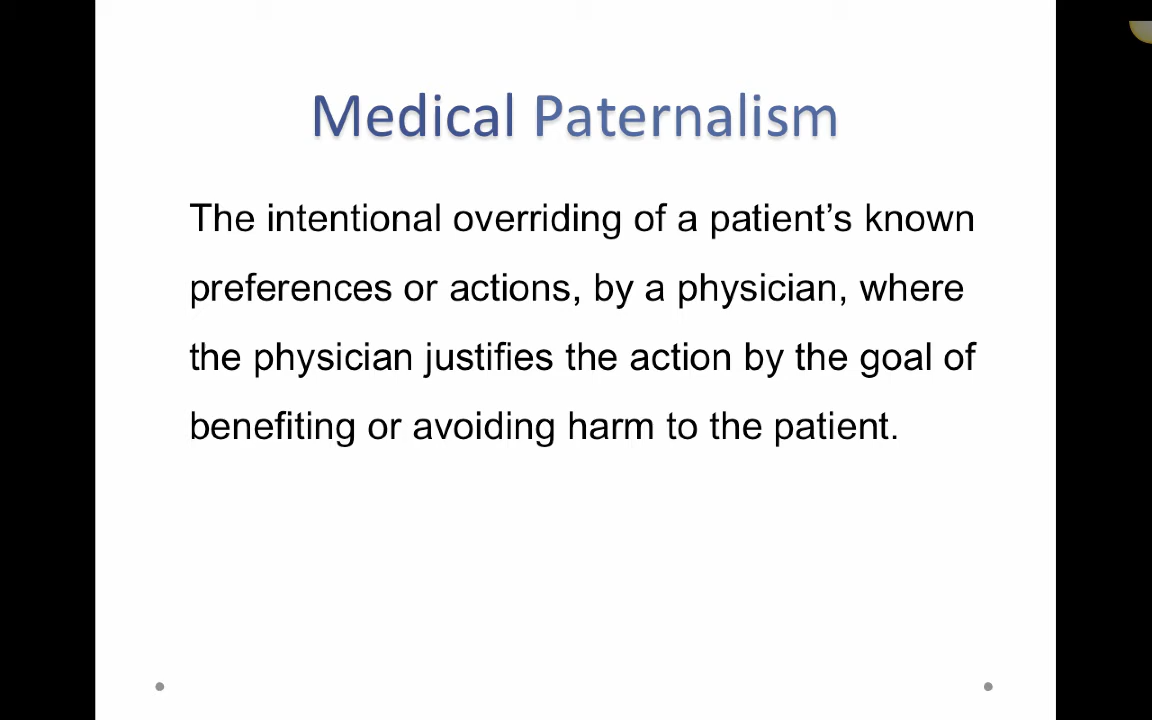 Medical Paternalism
The intentional overriding of a patient’s known
preferences or actions, by a physician, where
the physician justifies the action by the goal of
benefiting or avoiding harm to the patient.